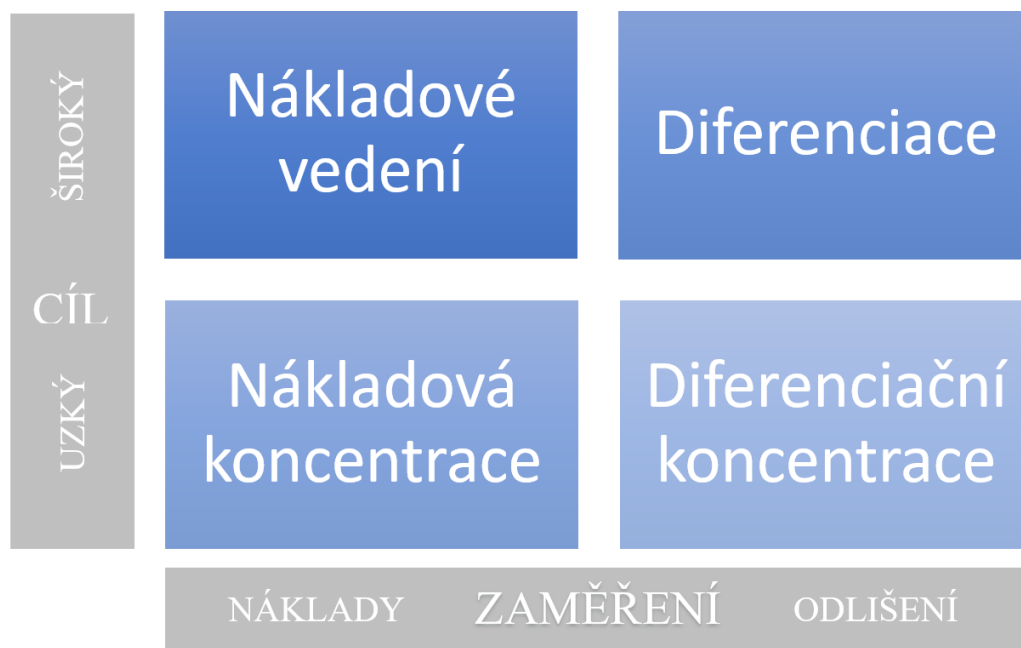 ŠIROKÝ
CÍL
UZKÝ
Nákladové
vedení
Diferenciace
Nákladová
koncentrace
Diferenciační
koncentrace
NÁKLADY
ZAMĚŘENÍ
ODLIŠENÍ